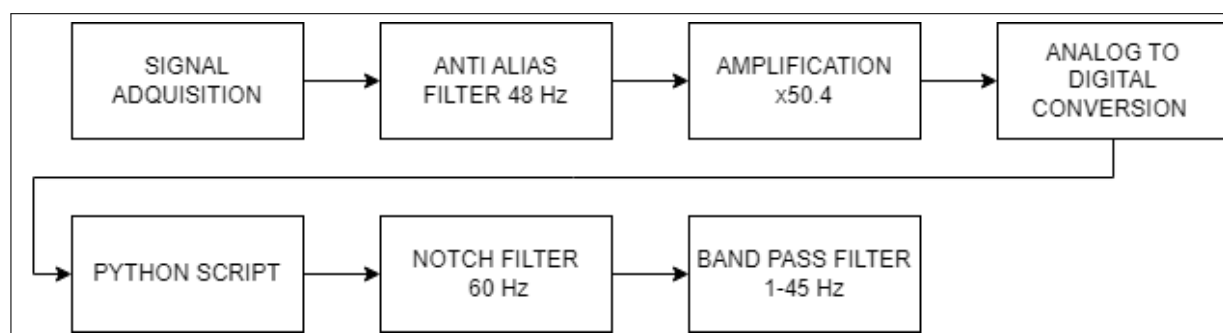 SIGNAL
ADQUISITION
ANTI ALIAS
FILTER 48 Hz
AMPLIFICATION
x50.4
ANALOG TO
DIGITAL
CONVERSION
PYTHON SCRIPT
NOTCH FILTER
60 Hz
BAND PASS FILTER
1-45 Hz